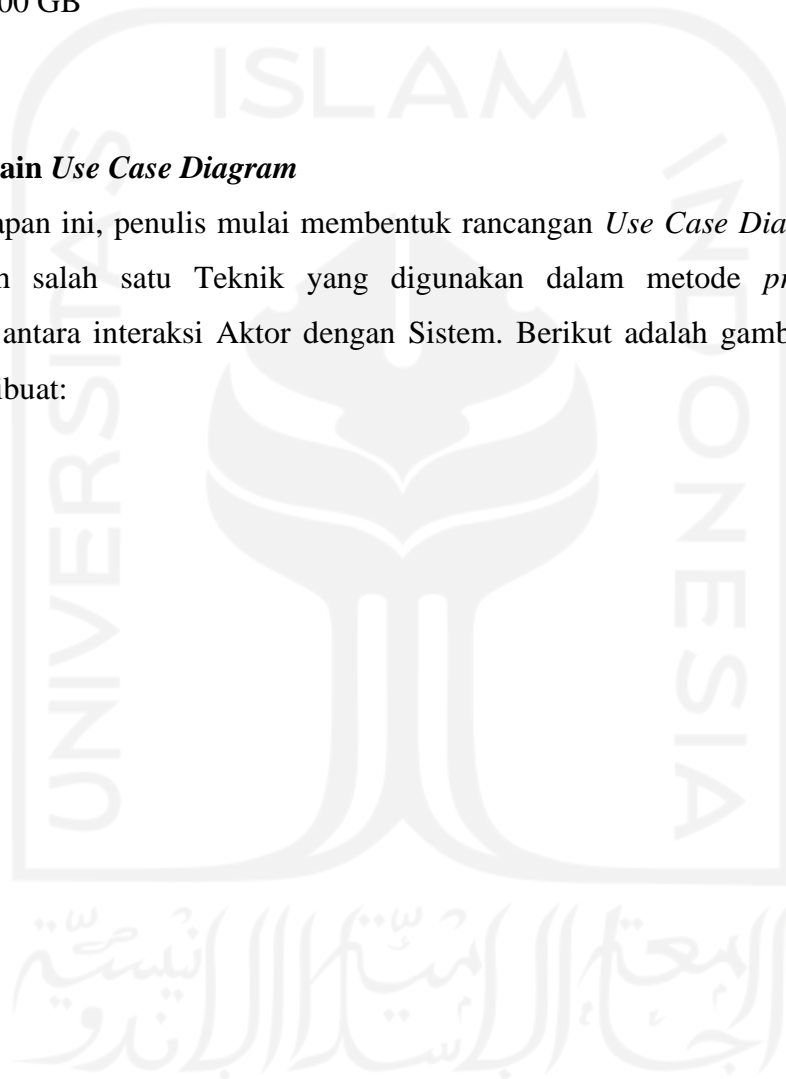 00 GB
ISLAM
ain Use Case Diagram
apan ini, penulis mulai membentuk rancangan Use Case Dia
n salah satu Teknik yang digunakan dalam metode pr
antara interaksi Aktor dengan Sistem. Berikut adalah gamb
ibuat:
UNIVERSITAS
INDONESIA